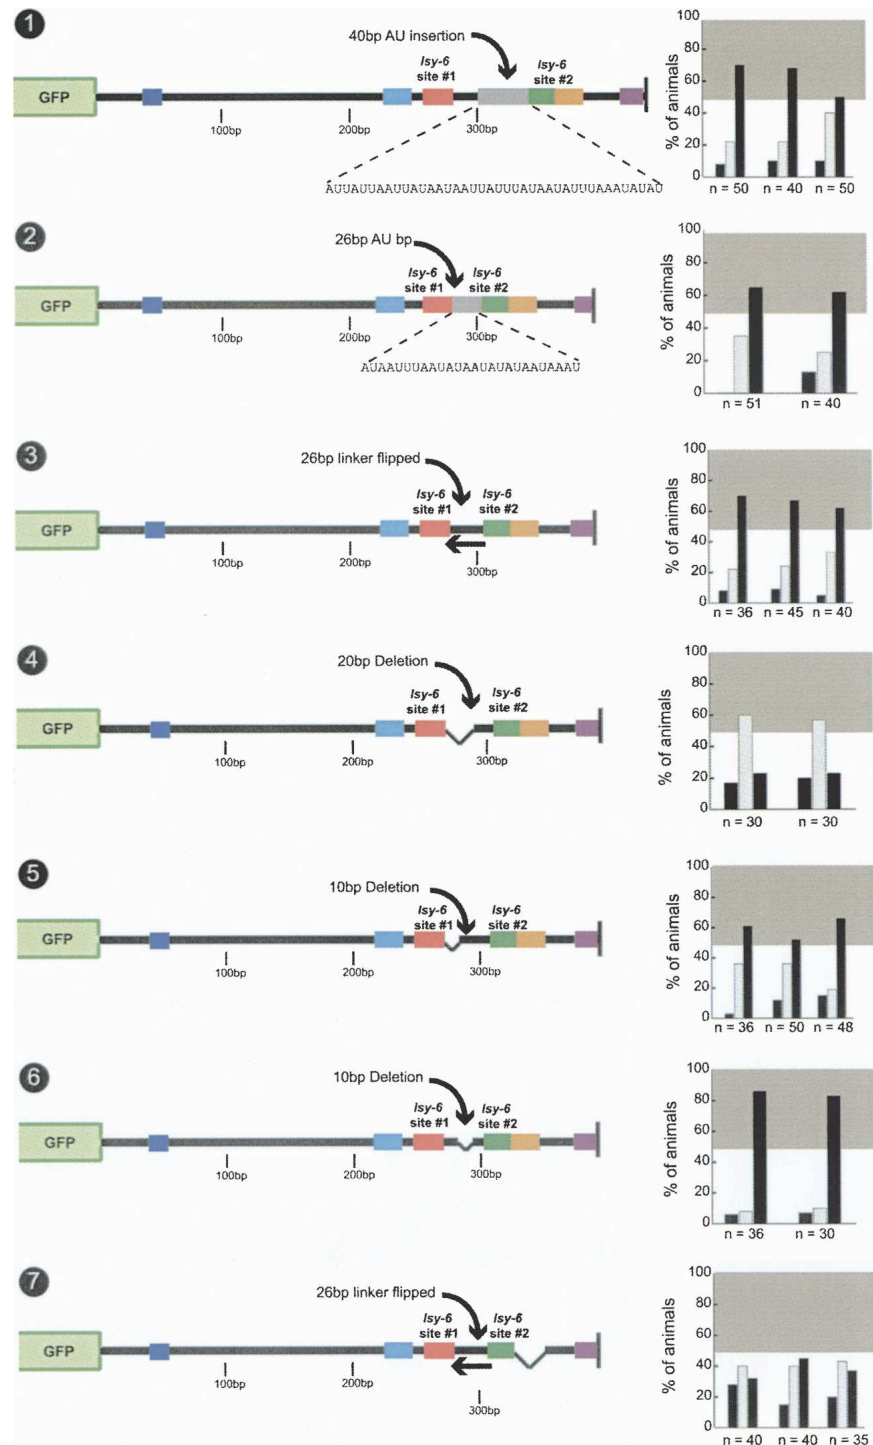 1
40bp AU insertion
lsy-6
site #1
lsy-6
site #2
GFP
100bp
200bp
300bp
AUUAUUAAUUAUAAUAAUUAUUUAUAAUAUUUAAAUAUAU
% of animals
100
80
60
40
20
0
n = 50
n = 40
n = 50
2
26bp AU bp
lsy-6
site #1
lsy-6
site #2
GFP
100bp
200bp
300bp
AUAAUUUAAUAUAAUAUAUAAUAAAU
% of animals
100
80
60
40
20
0
n = 51
n = 40
3
26bp linker flipped
lsy-6
site #1
lsy-6
site #2
GFP
100bp
200bp
300bp
% of animals
100
80
60
40
20
0
n = 36
n = 45
n = 40
4
20bp Deletion
lsy-6
site #1
lsy-6
site #2
GFP
100bp
200bp
300bp
% of animals
100
80
60
40
20
0
n = 30
n = 30
5
10bp Deletion
lsy-6
site #1
lsy-6
site #2
GFP
100bp
200bp
300bp
% of animals
100
80
60
40
20
0
n = 36
n = 50
n = 48
6
10bp Deletion
lsy-6
site #1
lsy-6
site #2
GFP
100bp
200bp
300bp
% of animals
100
80
60
40
20
0
n = 36
n = 30
7
26bp linker flipped
lsy-6
site #1
lsy-6
site #2
GFP
100bp
200bp
300bp
% of animals
100
80
60
40
20
0
n = 40
n = 40
n = 35